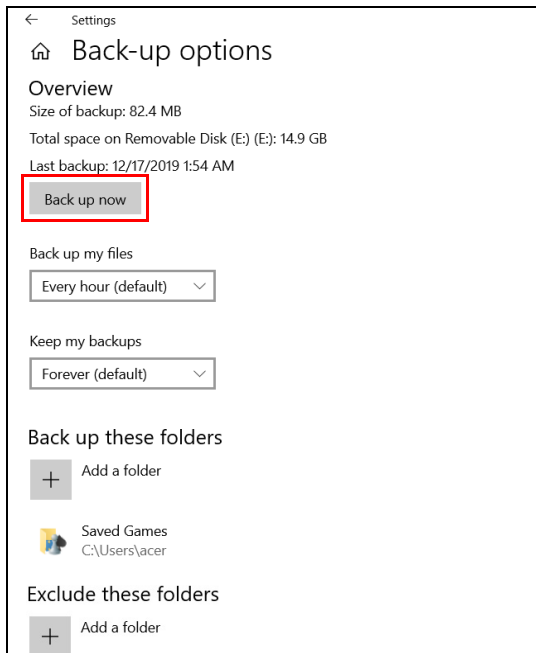 Settings
Back-up options
Overview
Size of backup: 82.4 MB
Total space on Removable Disk (E:) (E:): 14.9 GB
Last backup: 12/17/2019 1:54 AM
Back up now
Back up my files
Every hour (default)
Keep my backups
Forever (default)
Back up these folders
Add a folder
Saved Games
C:\Users\acer
Exclude these folders
Add a folder